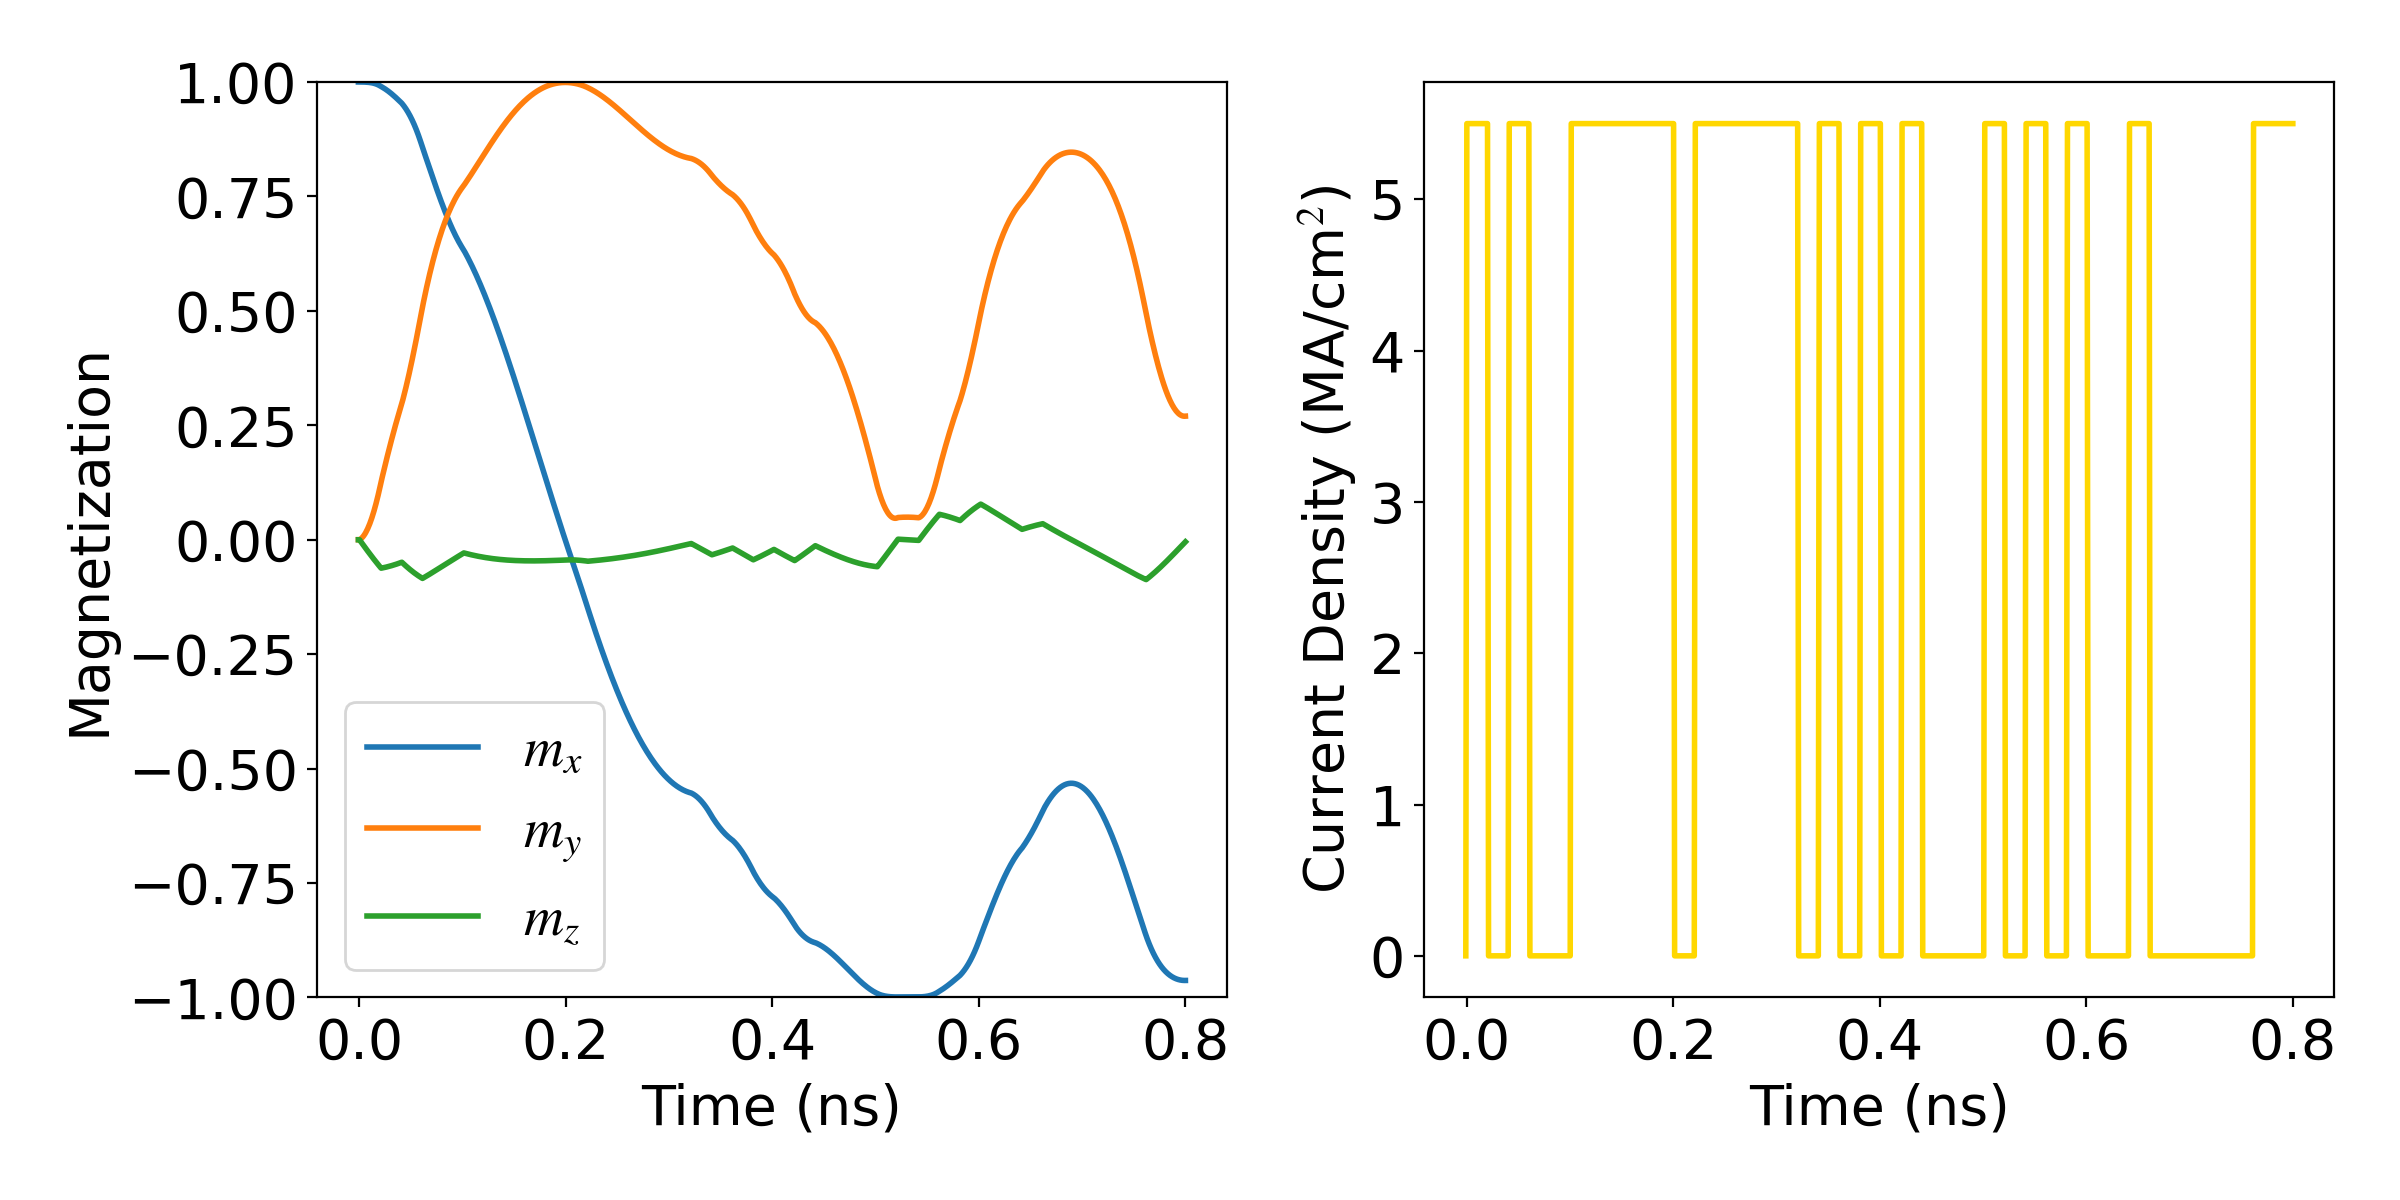 1.00
0.75
0.50
0.25
0.00
−0.25
−0.50
−0.75
−1.00
Magnetization
m_x
m_y
m_z
0.0 0.2 0.4 0.6 0.8
Time (ns)
5
4
3
2
1
0
Current Density (MA/cm²)
0.0 0.2 0.4 0.6 0.8
Time (ns)